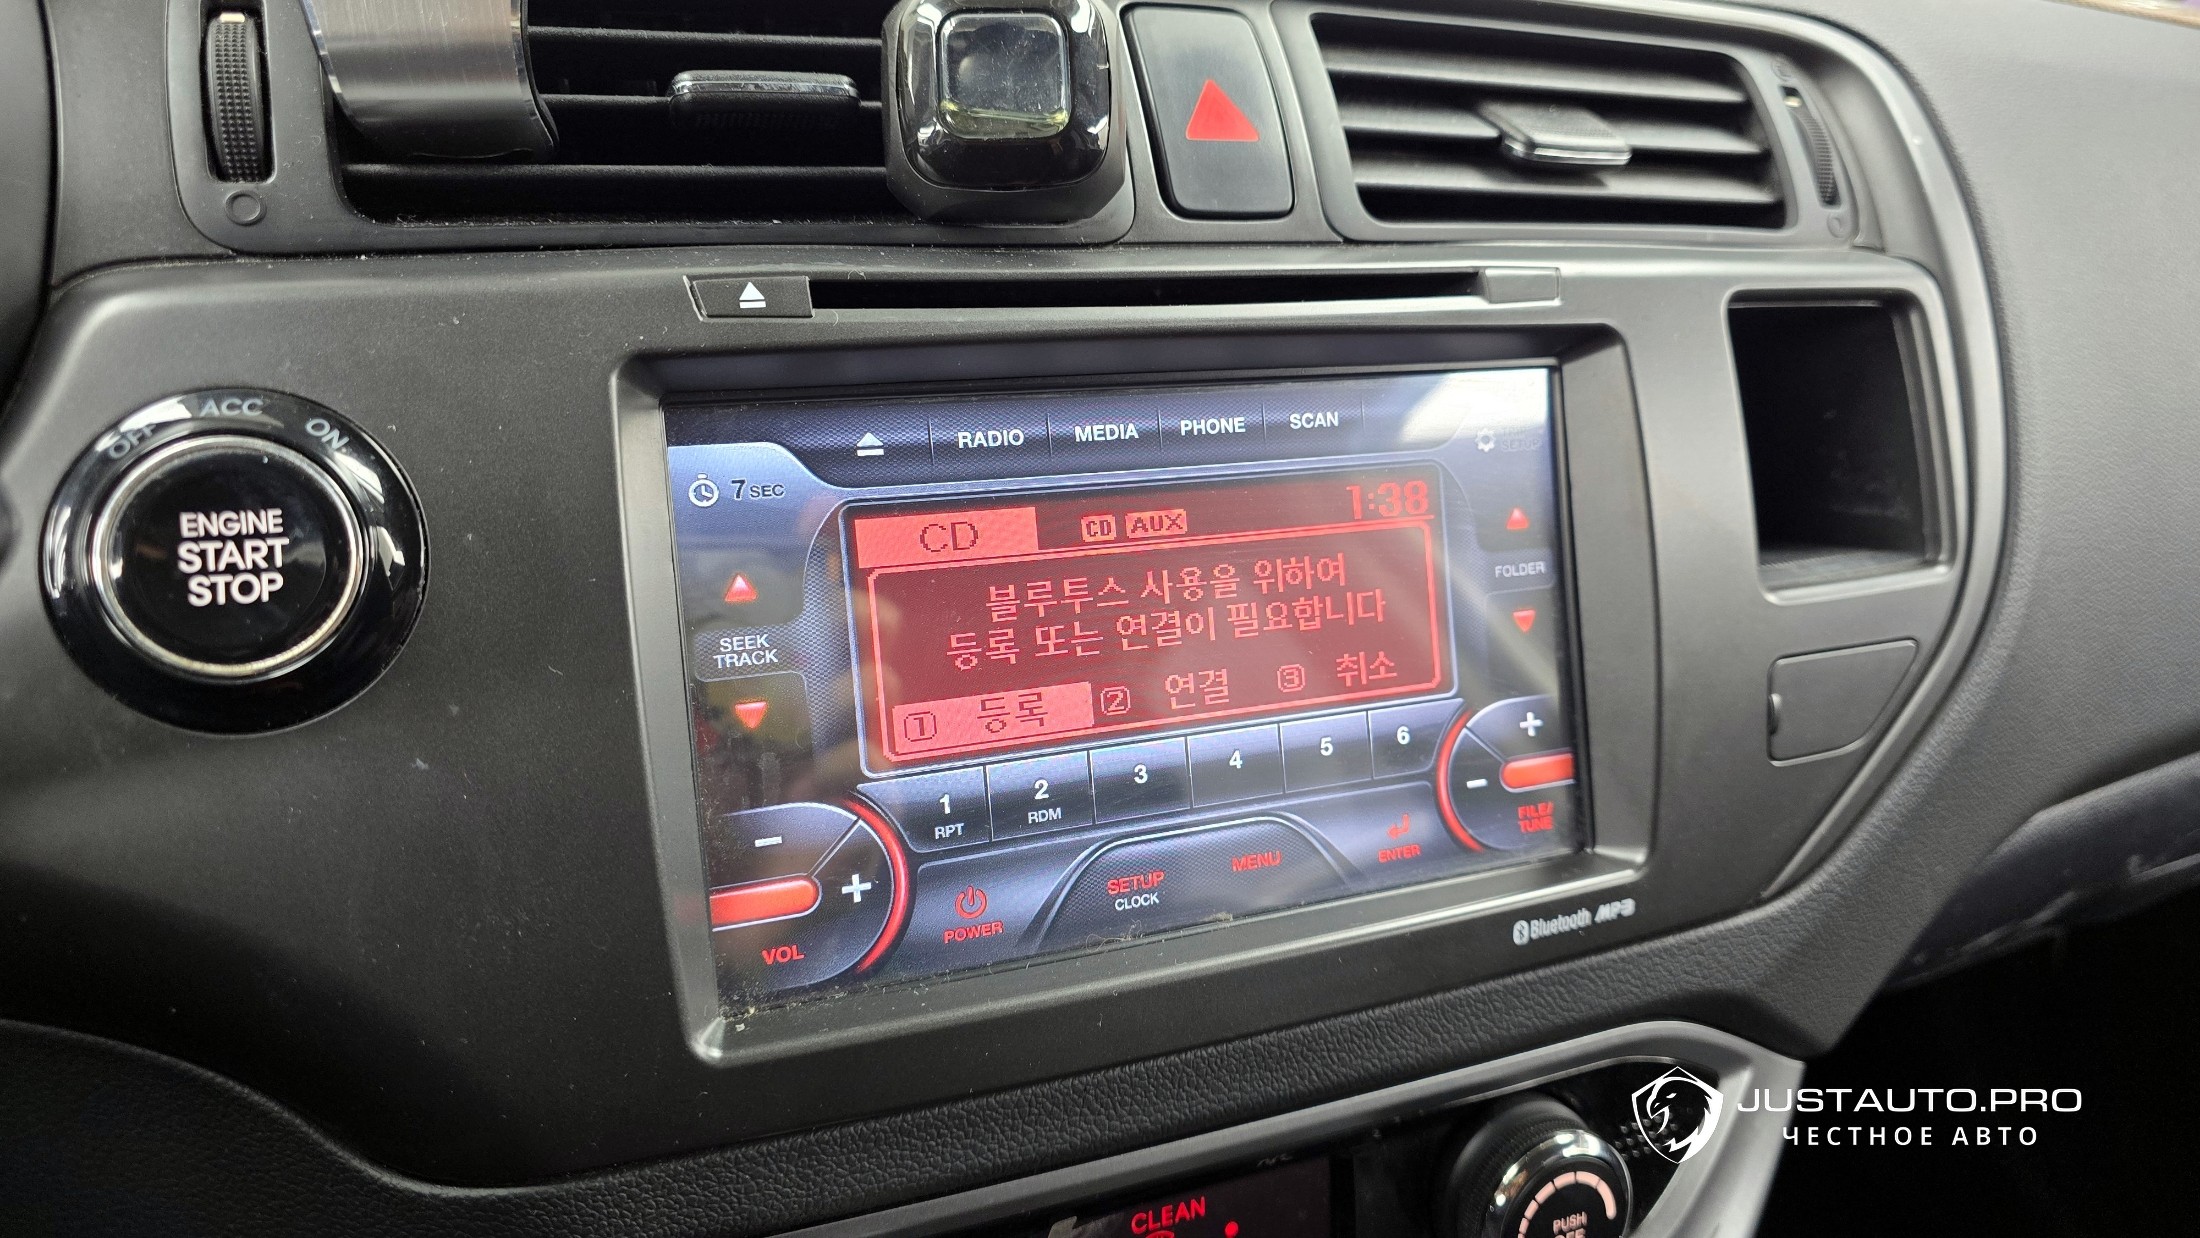 OFF ACC ON
ENGINE
START
STOP
RADIO MEDIA PHONE SCAN
SETUP
7 SEC
CD CD AUX 1:38
블루투스 사용을 위하여
등록 또는 연결이 필요합니다
① 등록 ② 연결 ③ 취소
SEEK
TRACK
FOLDER
1 2 3 4 5 6
RPT RDM
VOL
POWER
SETUP
CLOCK
MENU
ENTER
FILE/
TUNE
Bluetooth MP3
JUSTAUTO.PRO
ЧЕСТНОЕ АВТО
CLEAN
PUSH